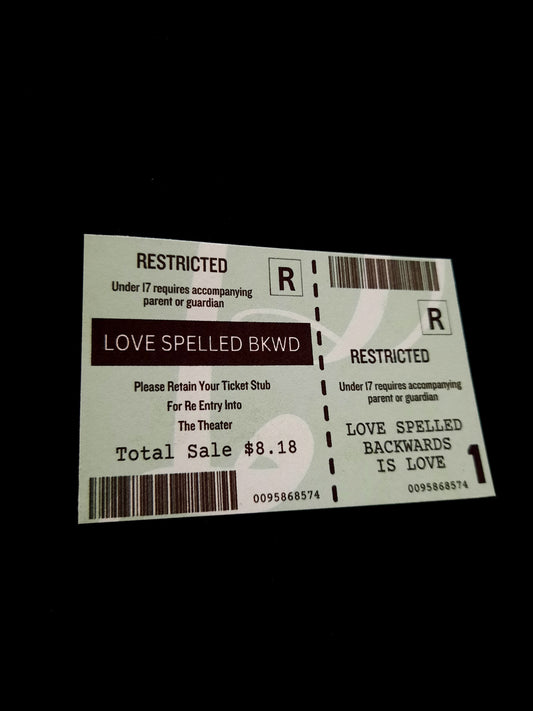 RESTRICTED
R
Under 17 requires accompanying
parent or guardian
LOVE SPELLED BKWD
Please Retain Your Ticket Stub
For Re Entry Into
The Theater
Total Sale $8.18
0095868574
R
RESTRICTED
Under 17 requires accompanying
parent or guardian
LOVE SPELLED
BACKWARDS
IS LOVE
1
0095868574